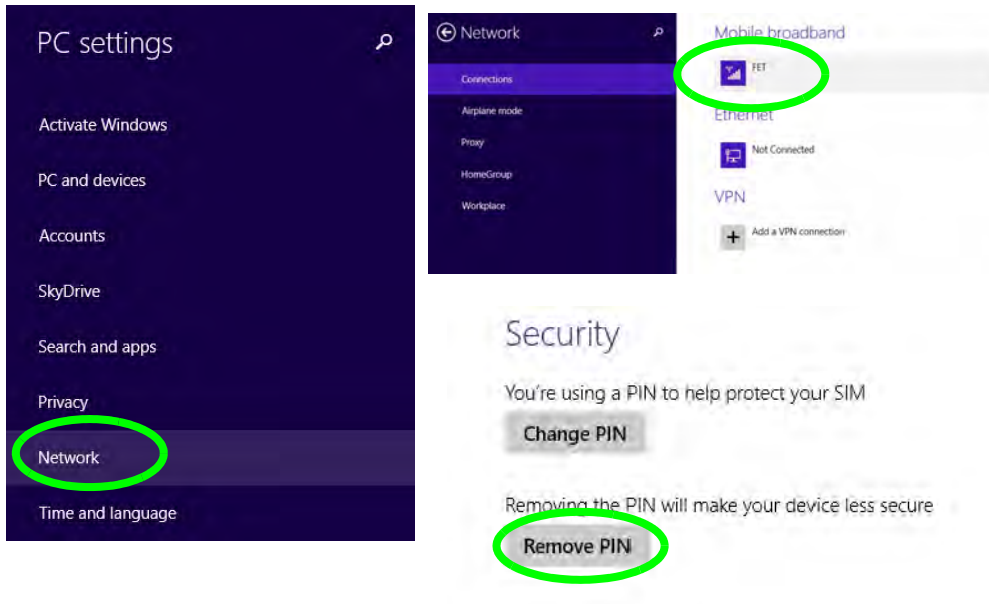 PC settings
Activate Windows
PC and devices
Accounts
SkyDrive
Search and apps
Privacy
Network
Time and language
Network
Connections
Airplane mode
Proxy
HomeGroup
Workplace
Mobile broadband
FET
Ethernet
Not Connected
VPN
Add a VPN connection
Security
You're using a PIN to help protect your SIM
Change PIN
Removing the PIN will make your device less secure
Remove PIN